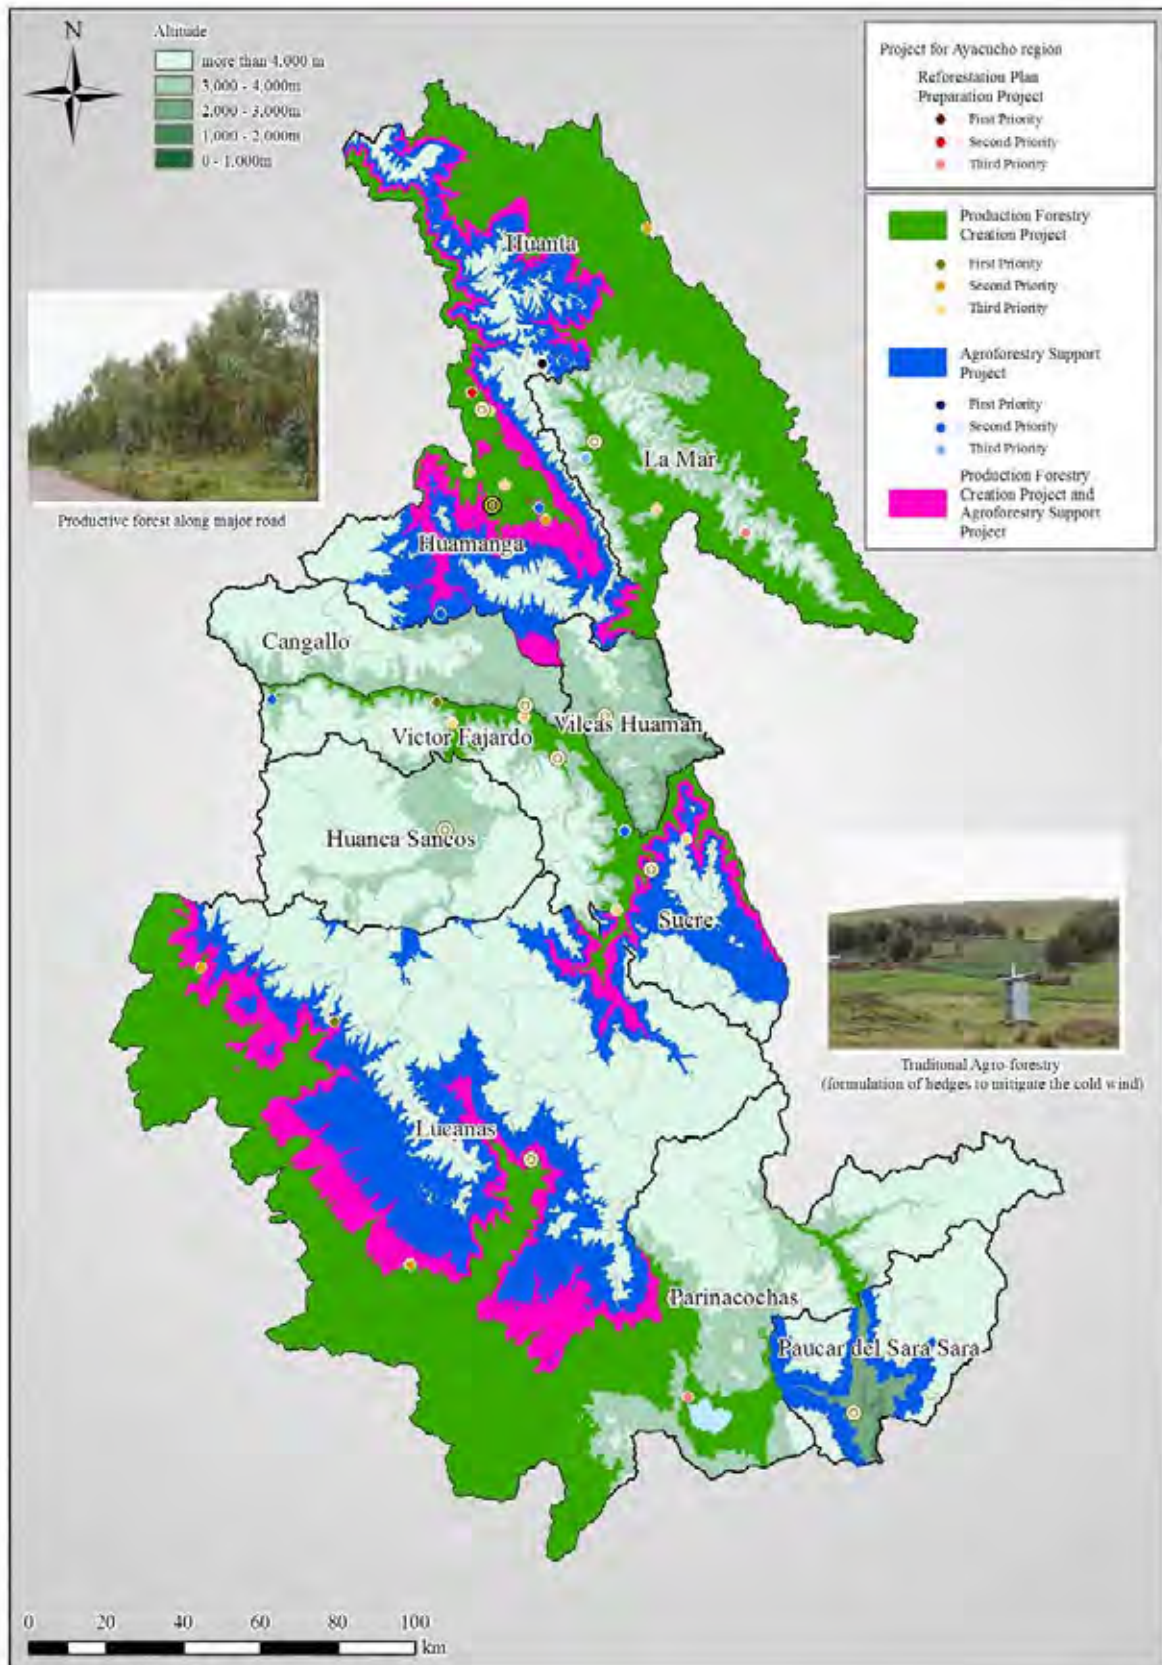 N
Altitude
more than 4,000 m
3,000 - 4,000m
2,000 - 3,000m
1,000 - 2,000m
0 - 1,000m
Project for Ayacucho region
Reforestation Plan
Preparation Project
First Priority
Second Priority
Third Priority
Production Forestry
Creation Project
First Priority
Second Priority
Third Priority
Agroforestry Support
Project
First Priority
Second Priority
Third Priority
Production Forestry
Creation Project and
Agroforestry Support
Project
Huanta
La Mar
Productive forest along major road
Huamanga
Cangallo
Vilcas Huaman
Victor Fajardo
Huanca Sancos
Sucre
Traditonal Agro-forestry
(formulation of hedges to mitigate the cold wind)
Lucanas
Parinacochas
Paucar del Sara Sara
0 20 40 60 80 100
km